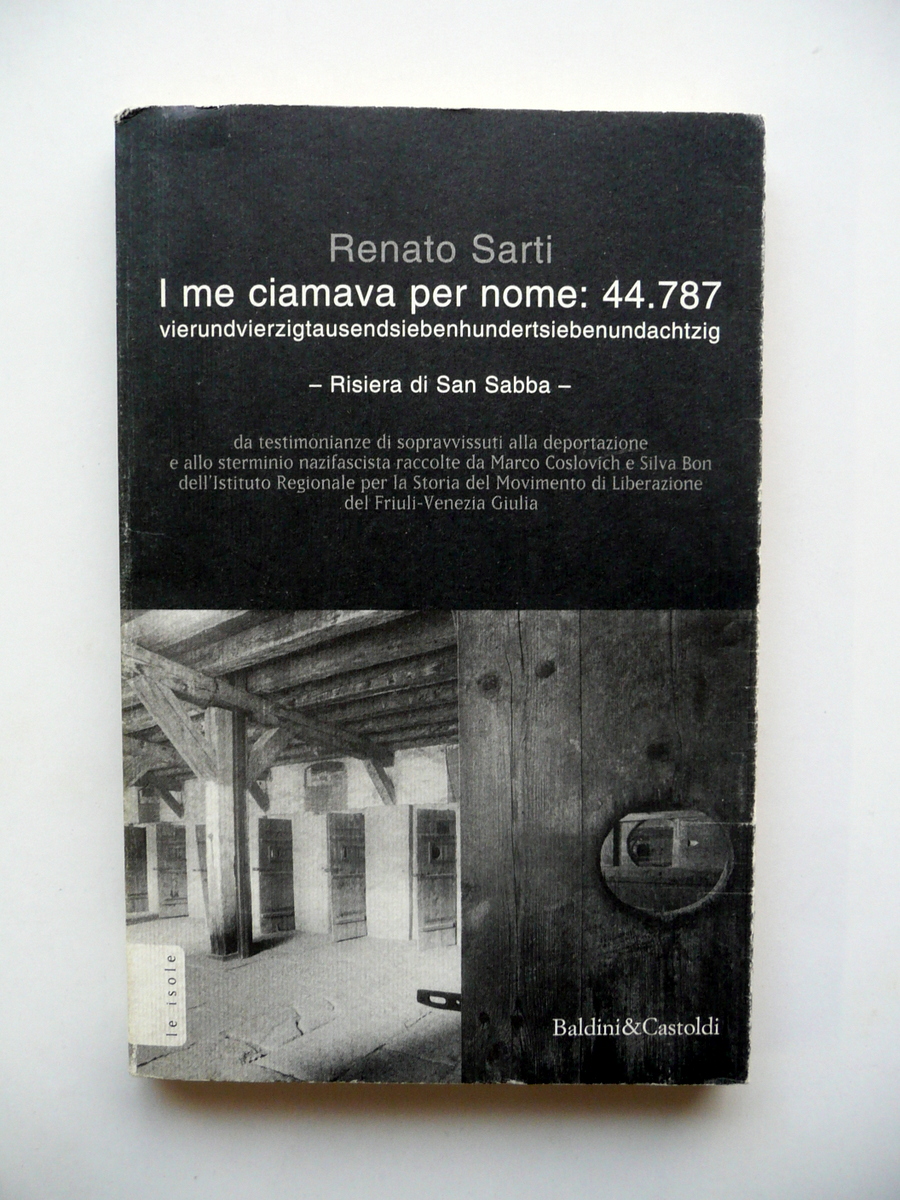 Renato Sarti
I me ciamava per nome: 44.787
vierundvierzigtausendsiebenhundertsiebenundachtzig
– Risiera di San Sabba –
da testimonianze di sopravvissuti alla deportazione
e allo sterminio nazifascista raccolte da Marco Coslovich e Silva Bon
dell'Istituto Regionale per la Storia del Movimento di Liberazione
del Friuli-Venezia Giulia
le isole
Baldini&Castoldi